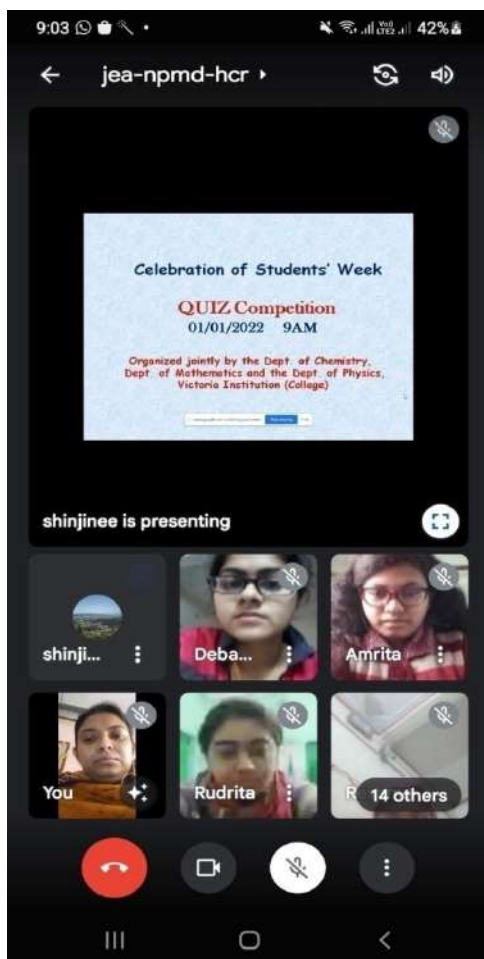 9:03
VoD
LTE2
42%
jea-npmd-hcr
Celebration of Students' Week
QUIZ Competition
01/01/2022 9AM
Organized jointly by the Dept. of Chemistry,
Dept. of Mathematics and the Dept. of Physics,
Victoria Institution (College)
shinjinee is presenting
shinji...
Deba...
Amrita
You
Rudrita
R
14 others